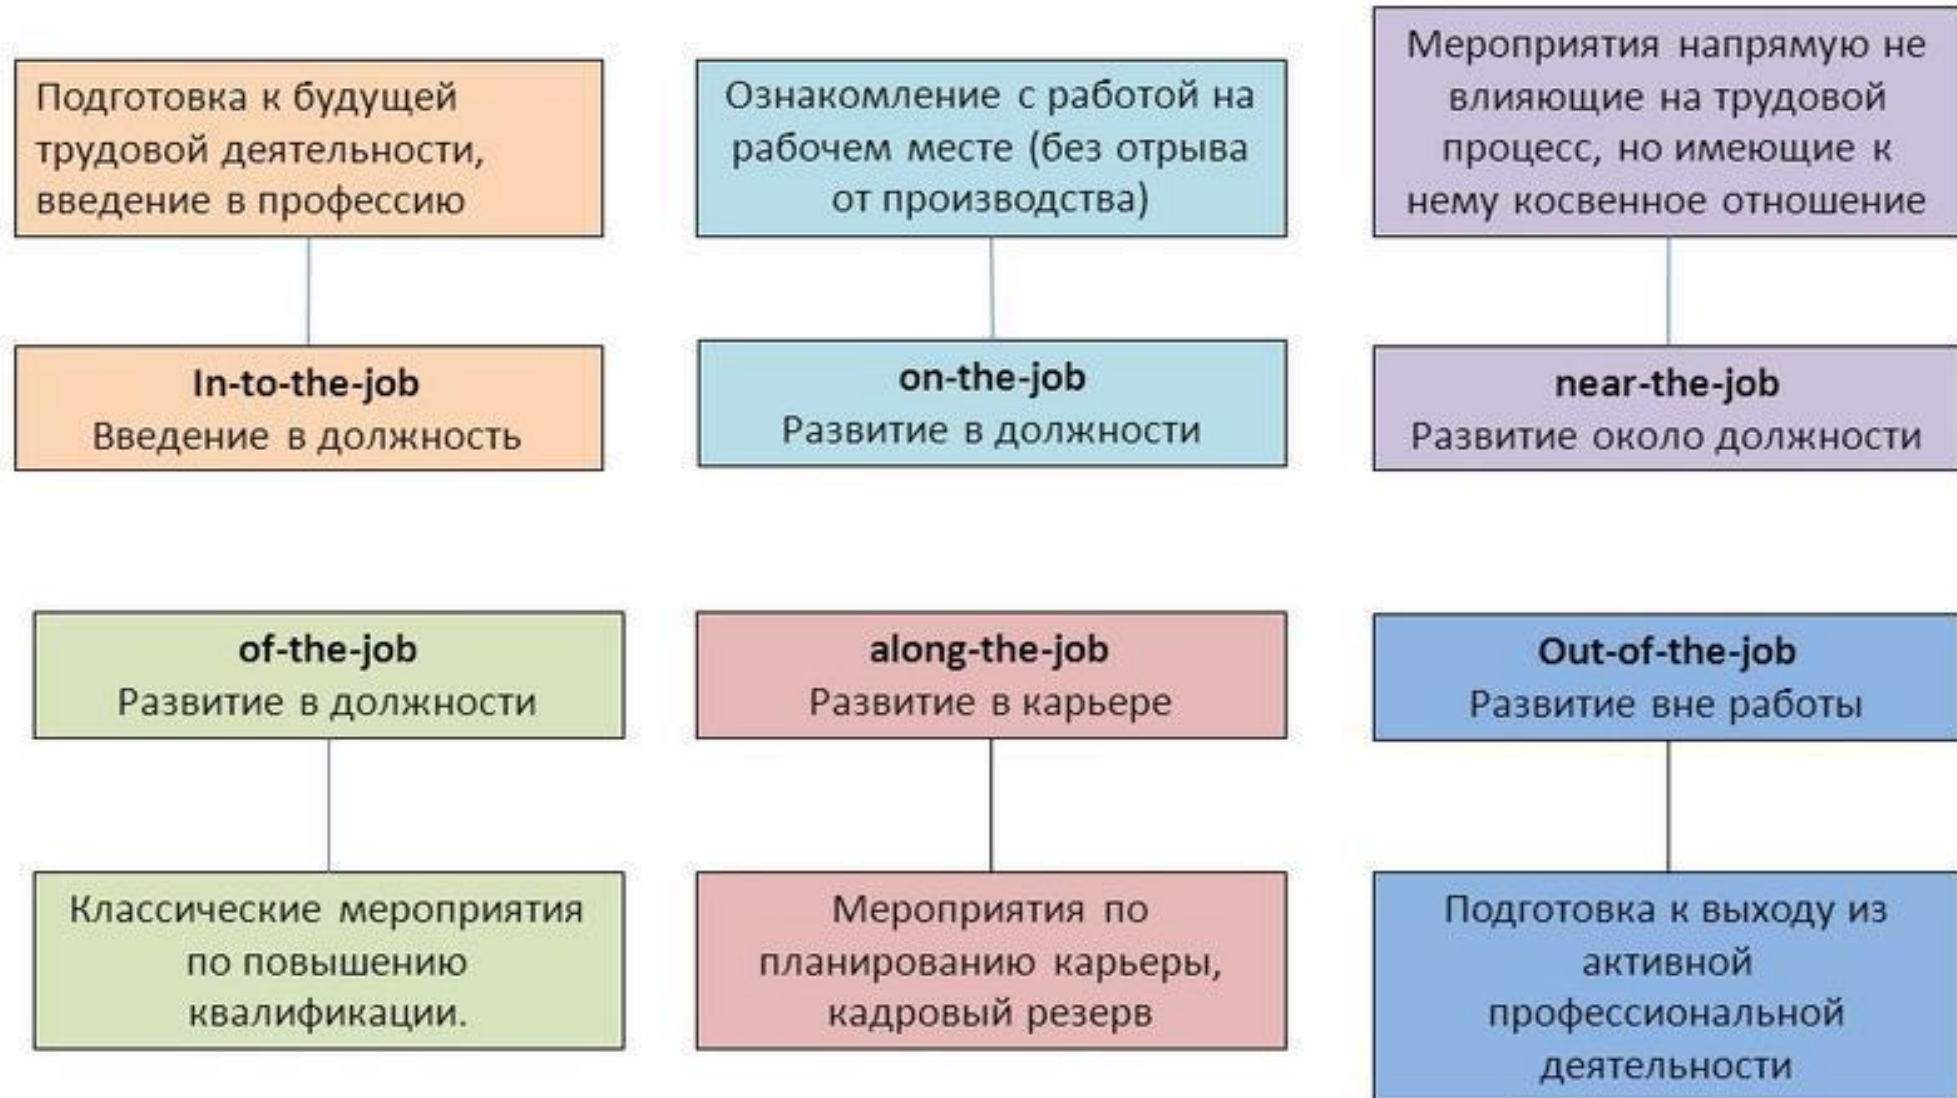 Подготовка к будущей
трудовой деятельности,
введение в профессию
Ознакомление с работой на
рабочем месте (без отрыва
от производства)
Мероприятия напрямую не
влияющие на трудовой
процесс, но имеющие к
нему косвенное отношение
In-to-the-job
Введение в должность
on-the-job
Развитие в должности
near-the-job
Развитие около должности
of-the-job
Развитие в должности
along-the-job
Развитие в карьере
Out-of-the-job
Развитие вне работы
Классические мероприятия
по повышению
квалификации.
Мероприятия по
планированию карьеры,
кадровый резерв
Подготовка к выходу из
активной
профессиональной
деятельности